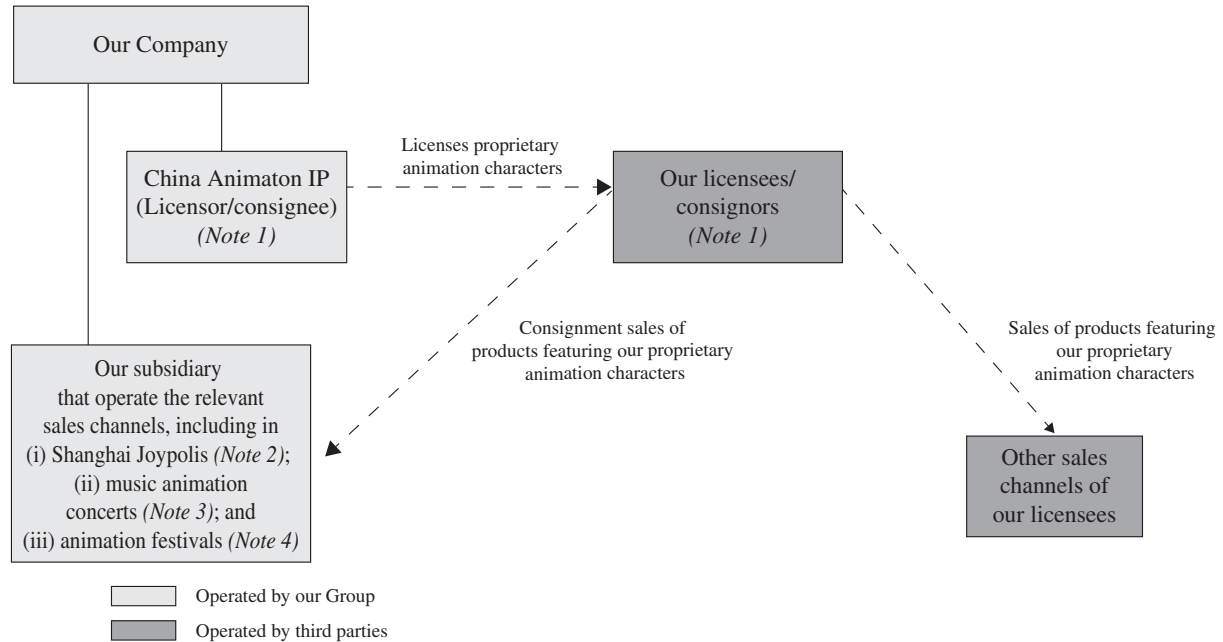 Our Company
Licenses proprietary
animation characters
China Animaton IP
(Licensor/consignee)
(Note 1)
Our licensees/
consignors
(Note 1)
Consignment sales of
products featuring our proprietary
animation characters
Sales of products featuring
our proprietary
animation characters
Our subsidiary
that operate the relevant
sales channels, including in
(i) Shanghai Joypolis (Note 2);
(ii) music animation
concerts (Note 3); and
(iii) animation festivals (Note 4)
Other sales
channels of
our licensees
Operated by our Group
Operated by third parties